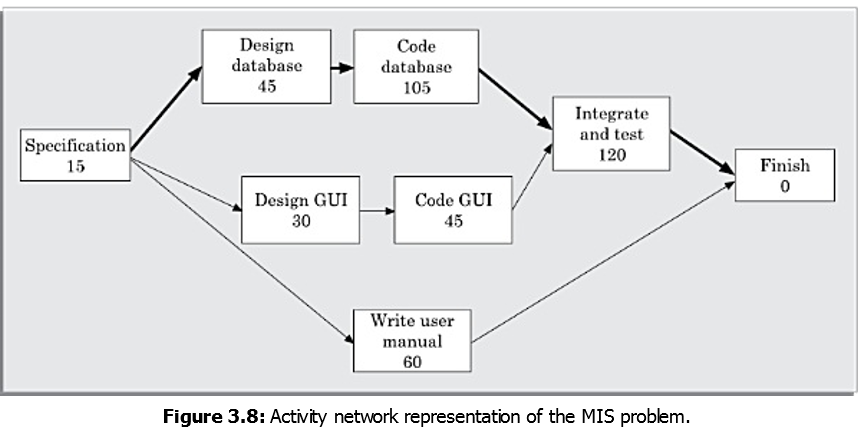 Design
database
45
Code
database
105
Integrate
and test
120
Specification
15
Finish
0
Design GUI
30
Code GUI
45
Write user
manual
60
Figure 3.8: Activity network representation of the MIS problem.